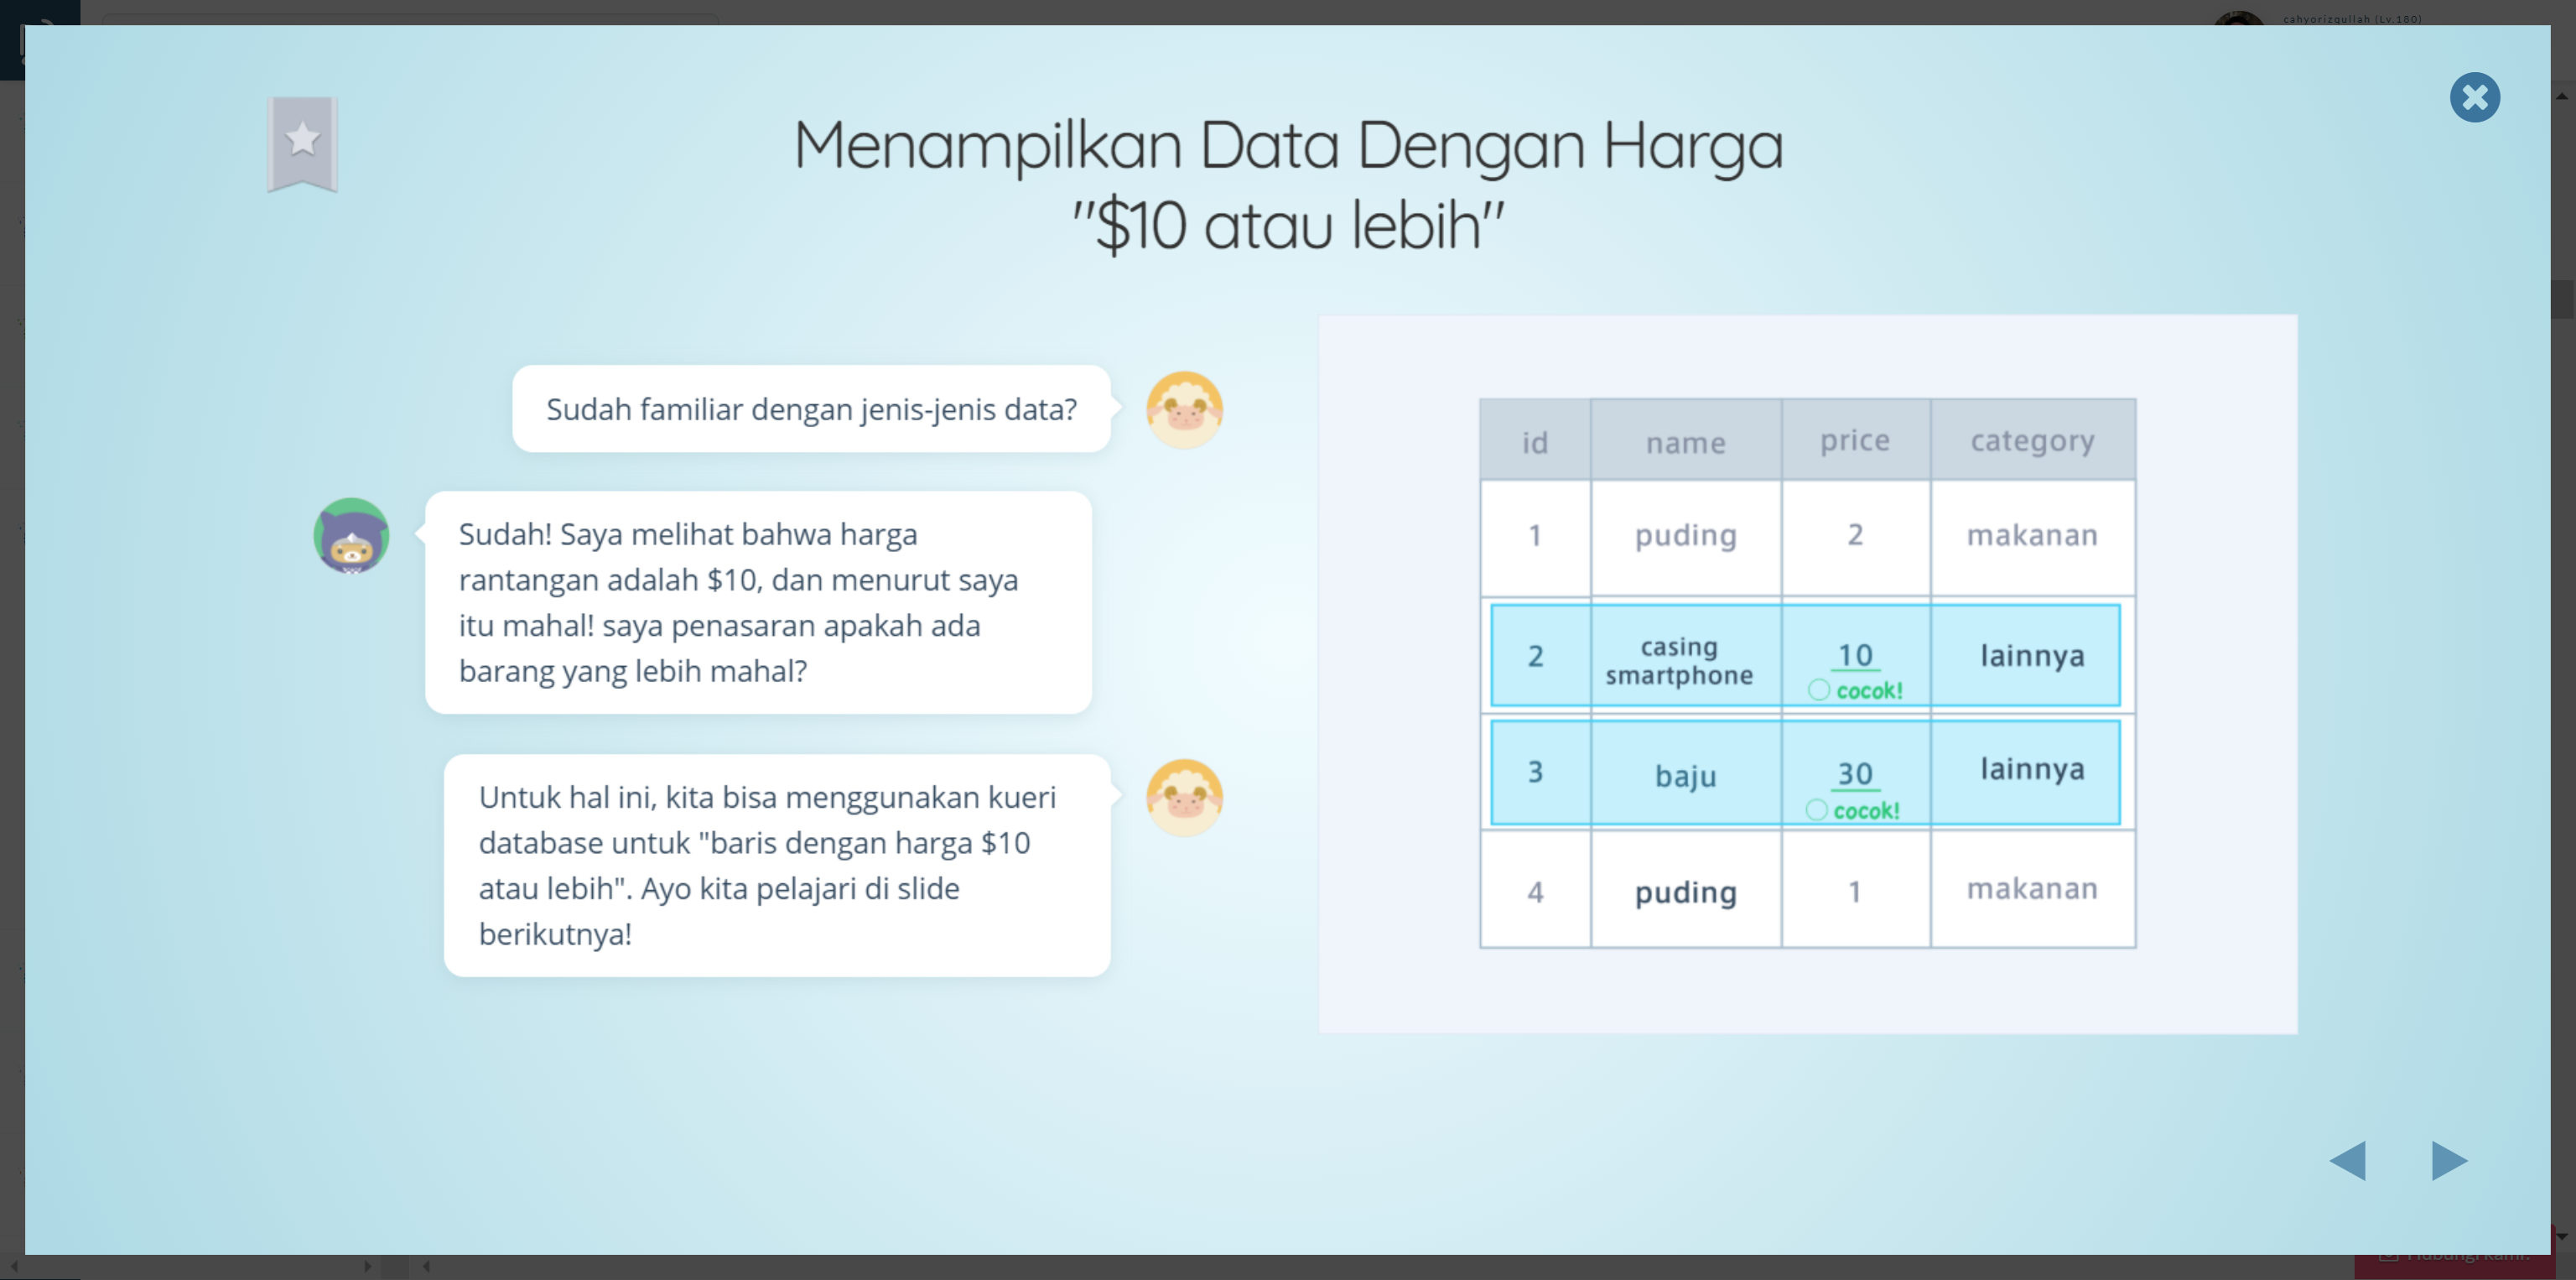 cahyorizqullah (Lv.180)
Menampilkan Data Dengan Harga
"$10 atau lebih"
Sudah familiar dengan jenis-jenis data?
Sudah! Saya melihat bahwa harga
rantangan adalah $10, dan menurut saya
itu mahal! saya penasaran apakah ada
barang yang lebih mahal?
Untuk hal ini, kita bisa menggunakan kueri
database untuk "baris dengan harga $10
atau lebih". Ayo kita pelajari di slide
berikutnya!
id name price category
1 puding 2 makanan
2 casing smartphone 10 lainnya
cocok!
3 baju 30 lainnya
cocok!
4 puding 1 makanan
Hubungi kami!